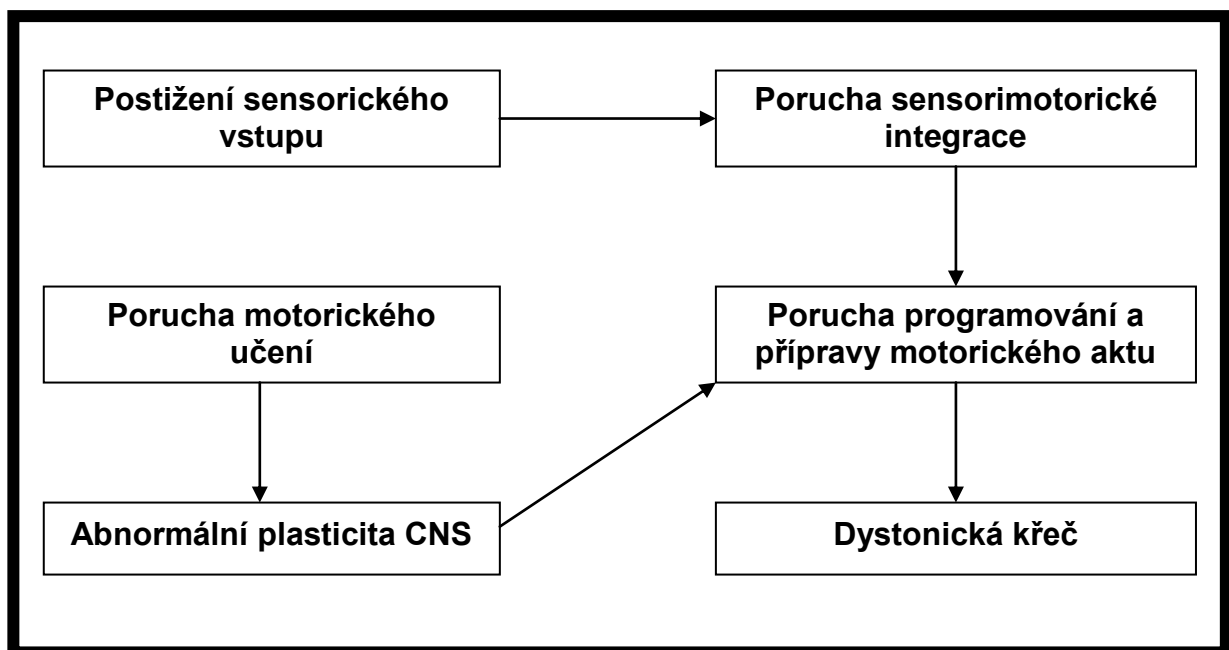 Postižení sensorického
vstupu
Porucha sensorimotorické
integrace
Porucha motorického
učení
Porucha programování a
přípravy motorického aktu
Abnormální plasticita CNS
Dystonická křeč